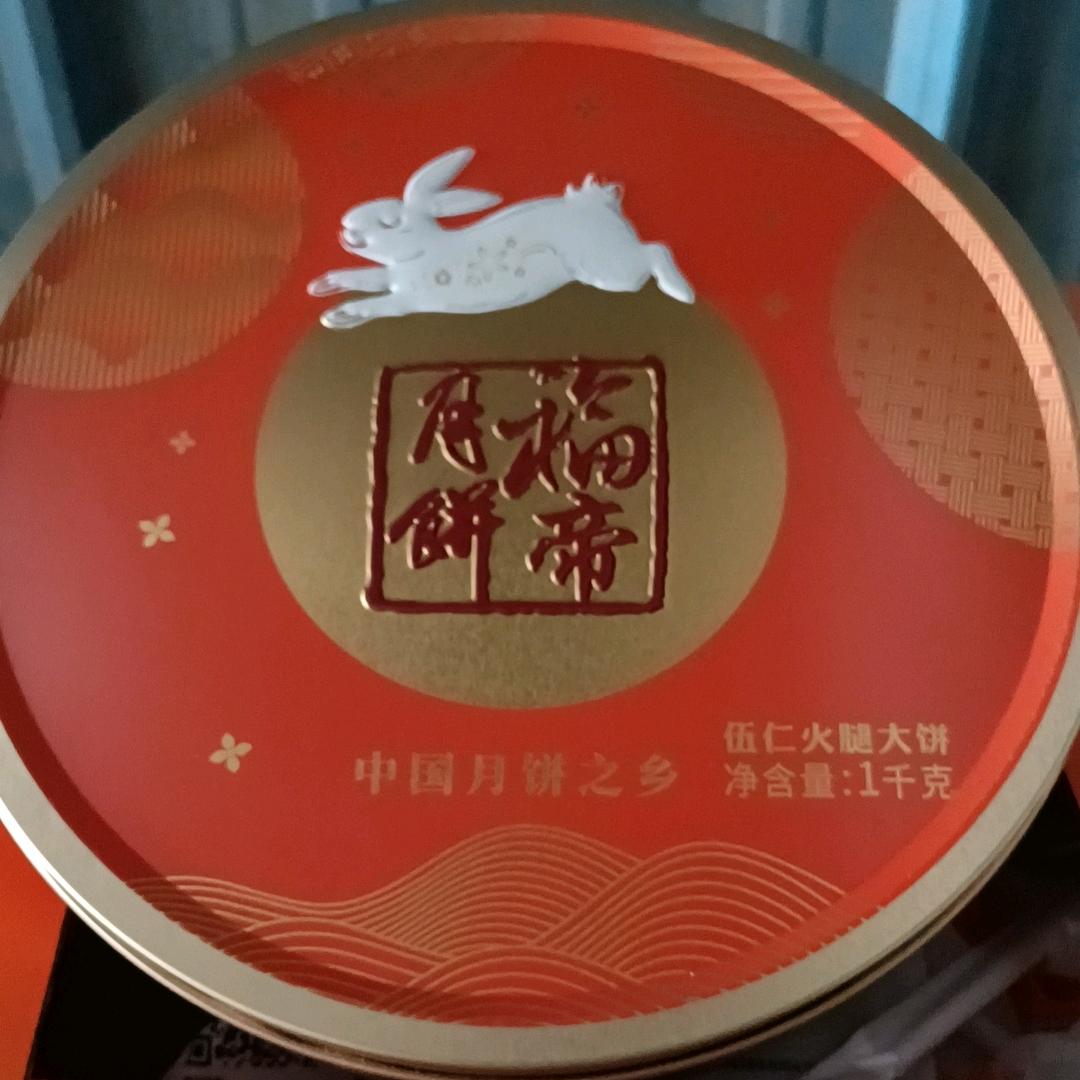 福帝
月餅
中国月饼之乡
伍仁火腿大饼
净含量:1千克